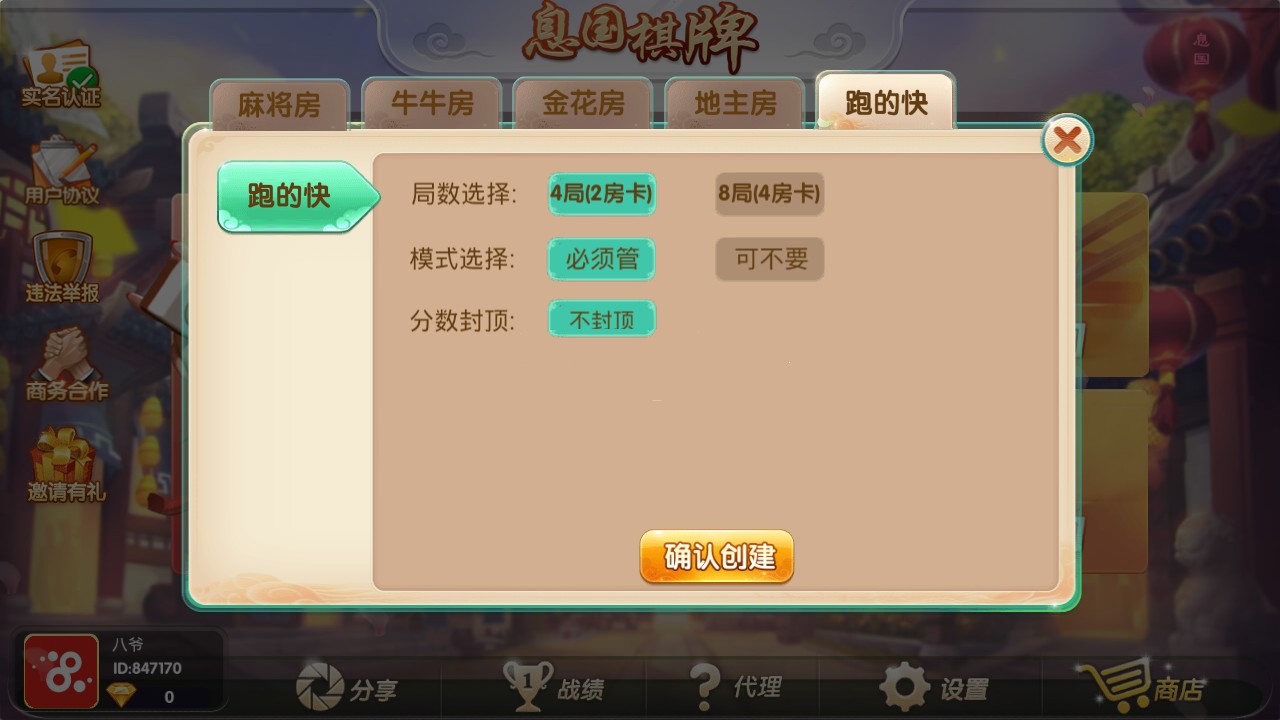 息国棋牌
息国
实名认证
用户协议
违法举报
商务合作
邀请有礼
麻将房
牛牛房
金花房
地主房
跑的快
跑的快
局数选择: 4局(2房卡) 8局(4房卡)
模式选择: 必须管 可不要
分数封顶: 不封顶
确认创建
八爷
ID:847170
0
分享
1
战绩
代理
设置
商店